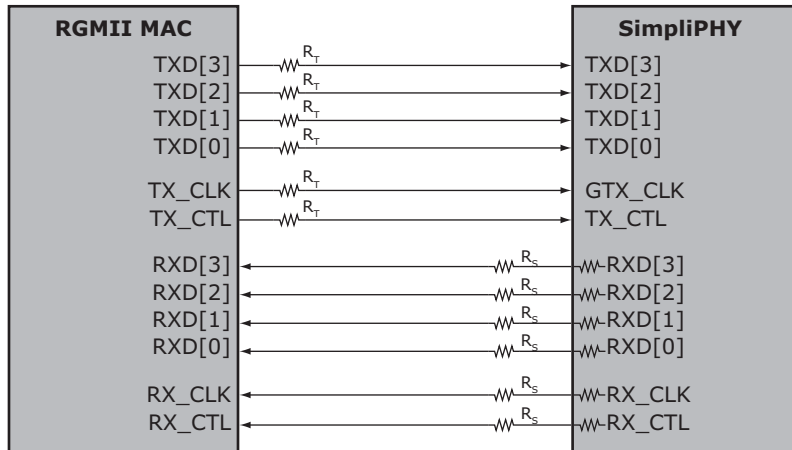 RGMII MAC
SimpliPHY
TXD[3] R_T TXD[3]
TXD[2] R_T TXD[2]
TXD[1] R_T TXD[1]
TXD[0] R_T TXD[0]
TX_CLK R_T GTX_CLK
TX_CTL R_T TX_CTL
RXD[3] R_S RXD[3]
RXD[2] R_S RXD[2]
RXD[1] R_S RXD[1]
RXD[0] R_S RXD[0]
RX_CLK R_S RX_CLK
RX_CTL R_S RX_CTL